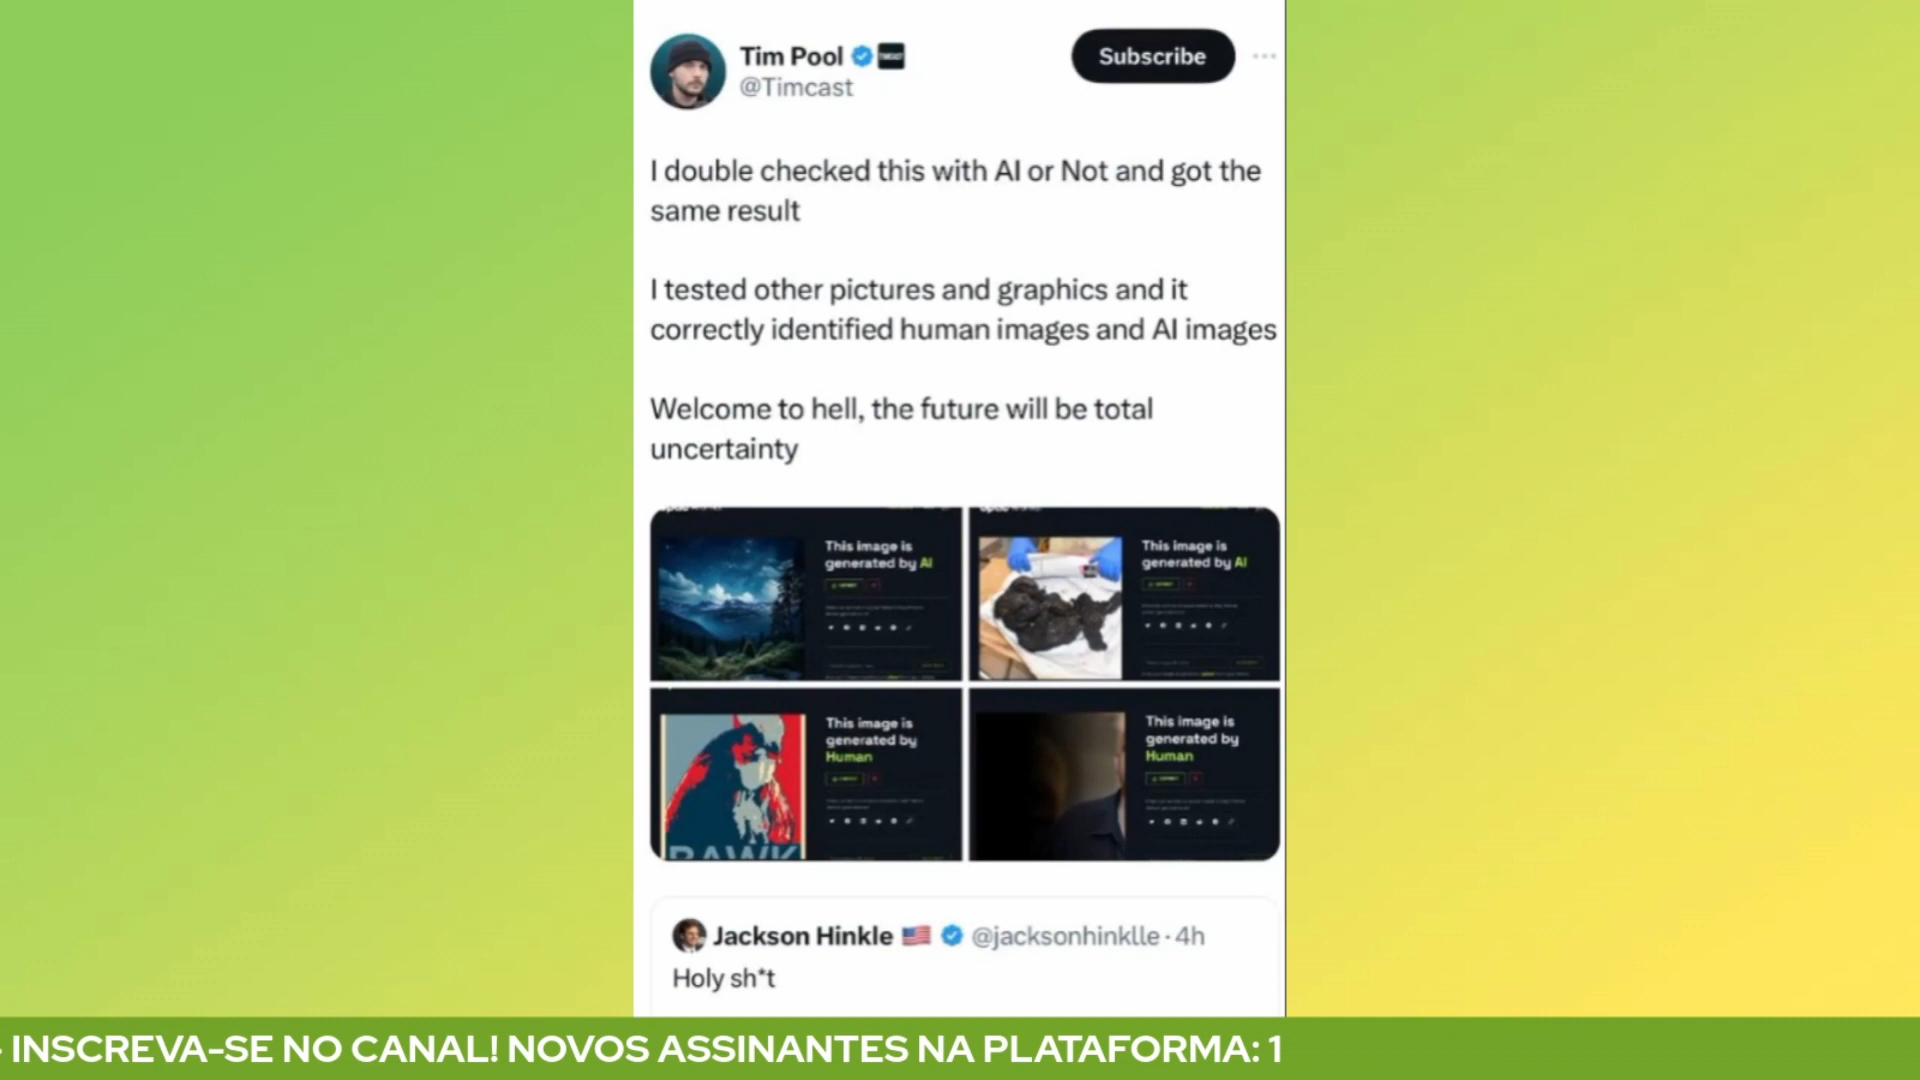 Tim Pool
Subscribe
@Timcast
I double checked this with AI or Not and got the
same result
I tested other pictures and graphics and it
correctly identified human images and AI images
Welcome to hell, the future will be total
uncertainty
This image is
generated by AI
This image is
generated by AI
This image is
generated by
Human
BAWK
This image is
generated by
Human
Jackson Hinkle 🇺🇸 @jacksonhinklle · 4h
Holy sh*t
INSCREVA-SE NO CANAL! NOVOS ASSINANTES NA PLATAFORMA: 1